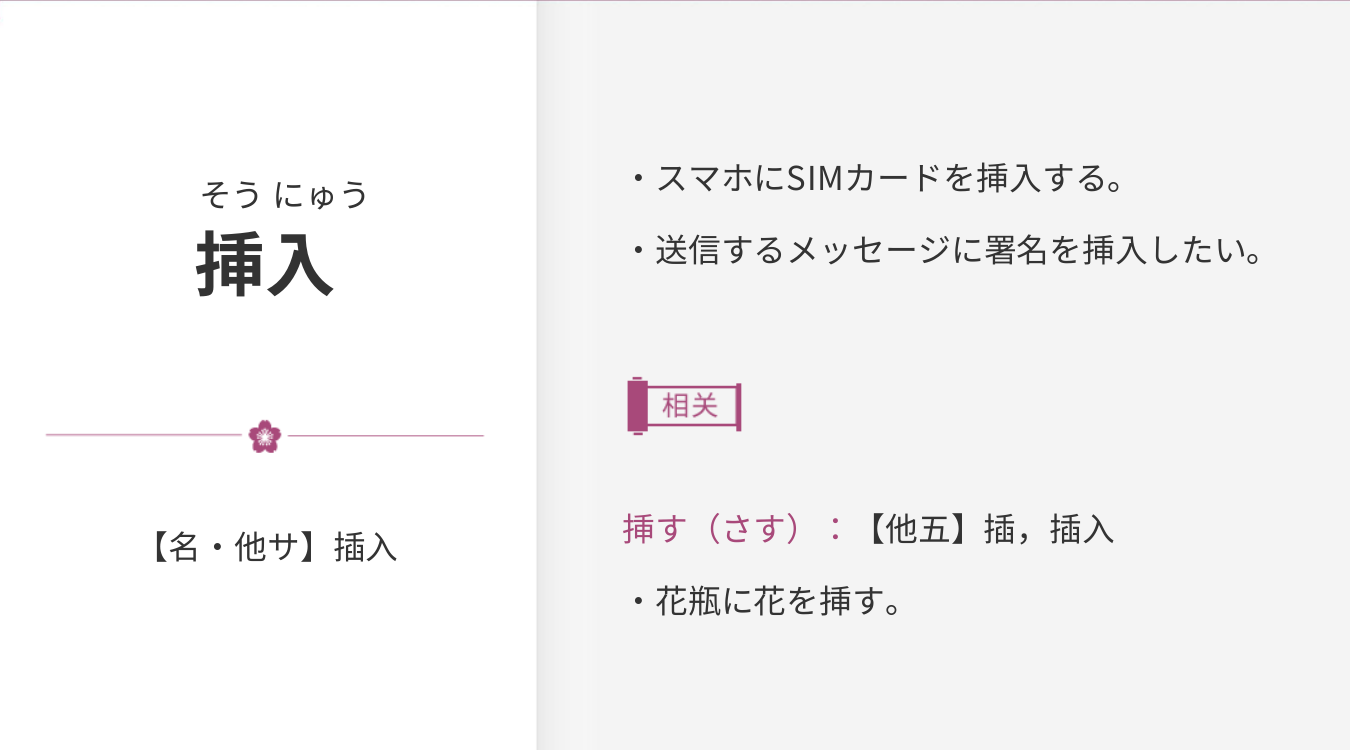 そう にゅう
挿入
【名・他サ】插入
・スマホにSIMカードを挿入する。
・送信するメッセージに署名を挿入したい。
相关
挿す（さす）：【他五】插，插入
・花瓶に花を挿す。